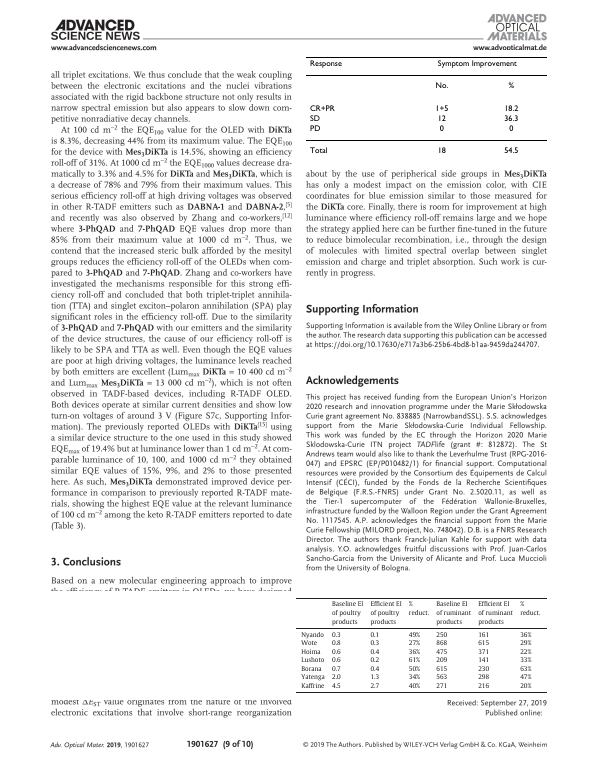 ADVANCED
SCIENCE NEWS
www.advancedsciencenews.com
ADVANCED
OPTICAL
MATERIALS
www.advopticalmat.de
all triplet excitations. We thus conclude that the weak coupling
between the electronic excitations and the nuclei vibrations
associated with the rigid backbone structure not only results in
narrow spectral emission but also appears to slow down com-
petitive nonradiative decay channels.
At 100 cd m−2 the EQE100 value for the OLED with DiKTa
is 8.3%, decreasing 44% from its maximum value. The EQE100
for the device with Mes3DiKTa is 14.5%, showing an efficiency
roll-off of 31%. At 1000 cd m−2 the EQE1000 values decrease dra-
matically to 3.3% and 4.5% for DiKTa and Mes3DiKTa, which is
a decrease of 78% and 79% from their maximum values. This
serious efficiency roll-off at high driving voltages was observed
in other R-TADF emitters such as DABNA-1 and DABNA-2,[5]
and recently was also observed by Zhang and co-workers,[12]
where 3-PhQAD and 7-PhQAD EQE values drop more than
85% from their maximum value at 1000 cd m−2. Thus, we
contend that the increased steric bulk afforded by the mesityl
groups reduces the efficiency roll-off of the OLEDs when com-
pared to 3-PhQAD and 7-PhQAD. Zhang and co-workers have
investigated the mechanisms responsible for this strong effi-
ciency roll-off and concluded that both triplet-triplet annihila-
tion (TTA) and singlet exciton–polaron annihilation (SPA) play
significant roles in the efficiency roll-off. Due to the similarity
of 3-PhQAD and 7-PhQAD with our emitters and the similarity
of the device structures, the cause of our efficiency roll-off is
likely to be SPA and TTA as well. Even though the EQE values
are poor at high driving voltages, the luminance levels reached
by both emitters are excellent (Lummax DiKTa = 10 400 cd m−2
and Lummax Mes3DiKTa = 13 000 cd m−2), which is not often
observed in TADF-based devices, including R-TADF OLED.
Both devices operate at similar current densities and show low
turn-on voltages of around 3 V (Figure S7c, Supporting Infor-
mation). The previously reported OLEDs with DiKTa[15] using
a similar device structure to the one used in this study showed
EQEmax of 19.4% but at luminance lower than 1 cd m−2. At com-
parable luminance of 10, 100, and 1000 cd m−2 they obtained
similar EQE values of 15%, 9%, and 2% to those presented
here. As such, Mes3DiKTa demonstrated improved device per-
formance in comparison to previously reported R-TADF mate-
rials, showing the highest EQE value at the relevant luminance
of 100 cd m−2 among the keto R-TADF emitters reported to date
(Table 3).
3. Conclusions
Based on a new molecular engineering approach to improve
the efficiency of R-TADF emitters in OLEDs, we have designed
modest ΔEST value originates from the nature of the involved
electronic excitations that involve short-range reorganization
Response Symptom Improvement
No. %
CR+PR 1+5 18.2
SD 12 36.3
PD 0 0
Total 18 54.5
about by the use of peripherical side groups in Mes3DiKTa
has only a modest impact on the emission color, with CIE
coordinates for blue emission similar to those measured for
the DiKTa core. Finally, there is room for improvement at high
luminance where efficiency roll-off remains large and we hope
the strategy applied here can be further fine-tuned in the future
to reduce bimolecular recombination, i.e., through the design
of molecules with limited spectral overlap between singlet
emission and charge and triplet absorption. Such work is cur-
rently in progress.
Supporting Information
Supporting Information is available from the Wiley Online Library or from
the author. The research data supporting this publication can be accessed
at https://doi.org/10.17630/e717a3b6-25b6-4bd8-b1aa-9459da244707.
Acknowledgements
This project has received funding from the European Union's Horizon
2020 research and innovation programme under the Marie Skłodowska
Curie grant agreement No. 838885 (NarrowbandSSL). S.S. acknowledges
support from the Marie Skłodowska-Curie Individual Fellowship.
This work was funded by the EC through the Horizon 2020 Marie
Sklodowska-Curie ITN project TADFlife (grant #: 812872). The St
Andrews team would also like to thank the Leverhulme Trust (RPG-2016-
047) and EPSRC (EP/P010482/1) for financial support. Computational
resources were provided by the Consortium des Équipements de Calcul
Intensif (CÉCI), funded by the Fonds de la Recherche Scientifiques
de Belgique (F.R.S.-FNRS) under Grant No. 2.5020.11, as well as
the Tier-1 supercomputer of the Fédération Wallonie-Bruxelles,
infrastructure funded by the Walloon Region under the Grant Agreement
No. 1117545. A.P. acknowledges the financial support from the Marie
Curie Fellowship (MILORD project, No. 748042). D.B. is a FNRS Research
Director. The authors thank Franck-Julian Kahle for support with data
analysis. Y.O. acknowledges fruitful discussions with Prof. Juan-Carlos
Sancho-Garcia from the University of Alicante and Prof. Luca Muccioli
from the University of Bologna.
Baseline EI Efficient EI % Baseline EI Efficient EI %
of poultry of poultry reduct. of ruminant of ruminant reduct.
products products products products
Nyando 0.3 0.1 49% 250 161 36%
Wote 0.8 0.3 27% 868 615 29%
Hoima 0.6 0.4 36% 475 371 22%
Lushoto 0.6 0.2 61% 209 141 33%
Borana 0.7 0.4 50% 615 230 63%
Yatenga 2.0 1.3 34% 563 298 47%
Kaffrine 4.5 2.7 40% 271 216 20%
Received: September 27, 2019
Published online:
Adv. Optical Mater. 2019, 1901627
1901627 (9 of 10)
© 2019 The Authors. Published by WILEY-VCH Verlag GmbH & Co. KGaA, Weinheim